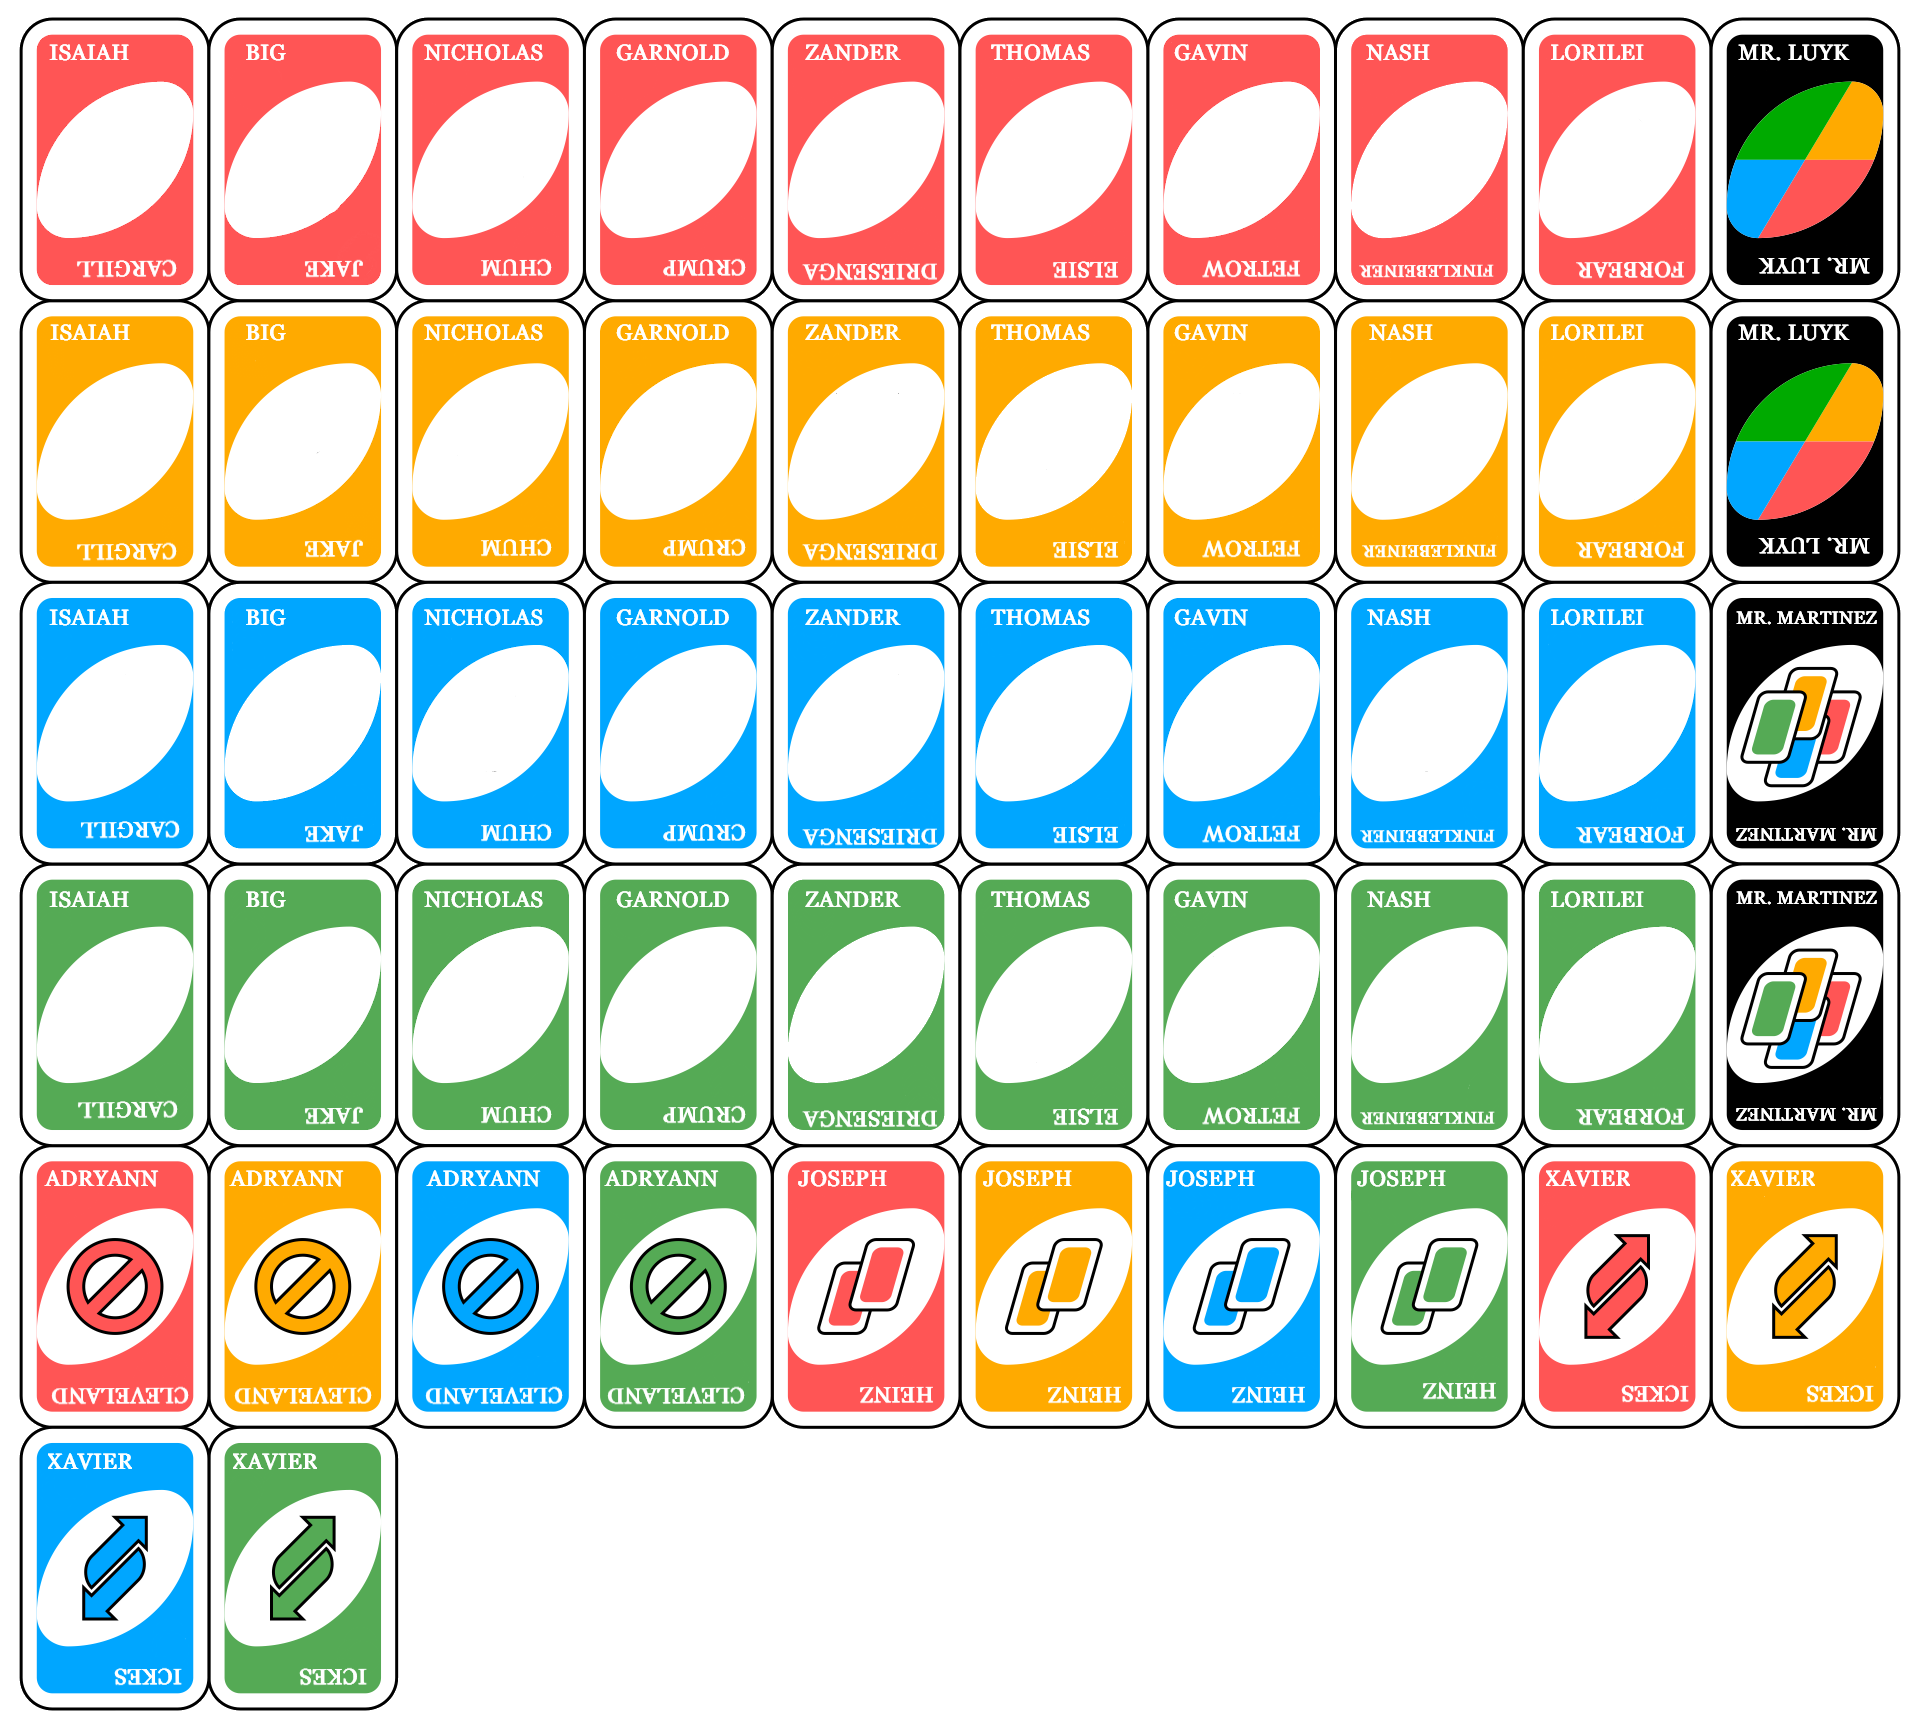 ISAIAH BIG NICHOLAS GARNOLD ZANDER THOMAS GAVIN NASH LORILEI MR. LUYK
CARGILL JAKE CHUM CRUMP DRIESENGA ELSIE FETROW FINKLEBEINER FORBEAR MR. LUYK
ISAIAH BIG NICHOLAS GARNOLD ZANDER THOMAS GAVIN NASH LORILEI MR. LUYK
CARGILL JAKE CHUM CRUMP DRIESENGA ELSIE FETROW FINKLEBEINER FORBEAR MR. LUYK
ISAIAH BIG NICHOLAS GARNOLD ZANDER THOMAS GAVIN NASH LORILEI MR. MARTINEZ
CARGILL JAKE CHUM CRUMP DRIESENGA ELSIE FETROW FINKLEBEINER FORBEAR MR. MARTINEZ
ISAIAH BIG NICHOLAS GARNOLD ZANDER THOMAS GAVIN NASH LORILEI MR. MARTINEZ
CARGILL JAKE CHUM CRUMP DRIESENGA ELSIE FETROW FINKLEBEINER FORBEAR MR. MARTINEZ
ADRYANN ADRYANN ADRYANN ADRYANN JOSEPH JOSEPH JOSEPH JOSEPH XAVIER XAVIER
CLEVELAND CLEVELAND CLEVELAND CLEVELAND HEINZ HEINZ HEINZ HEINZ ICKES ICKES
XAVIER XAVIER
ICKES ICKES